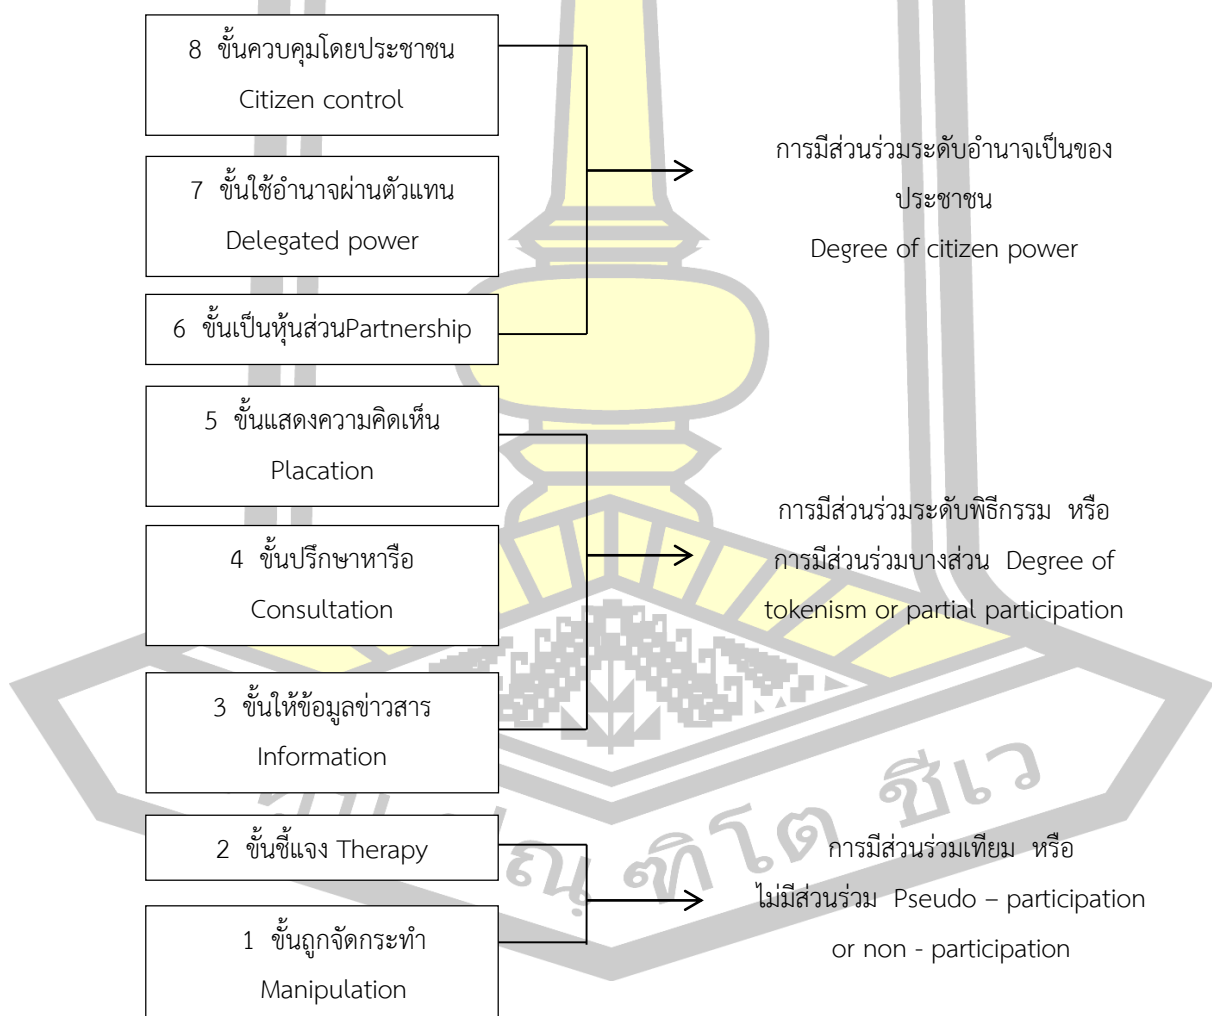 8 ขั้นควบคุมโดยประชาชน
Citizen control
7 ขั้นใช้อำนาจผ่านตัวแทน
Delegated power
6 ขั้นเป็นหุ้นส่วนPartnership
การมีส่วนร่วมระดับอำนาจเป็นของ
ประชาชน
Degree of citizen power
5 ขั้นแสดงความคิดเห็น
Placation
4 ขั้นปรึกษาหารือ
Consultation
3 ขั้นให้ข้อมูลข่าวสาร
Information
การมีส่วนร่วมระดับพิธีกรรม หรือ
การมีส่วนร่วมบางส่วน Degree of
tokenism or partial participation
2 ขั้นชี้แจง Therapy
1 ขั้นถูกจัดกระทำ
Manipulation
การมีส่วนร่วมเทียม หรือ
ไม่มีส่วนร่วม Pseudo – participation
or non - participation
ฑิโต ชีเว